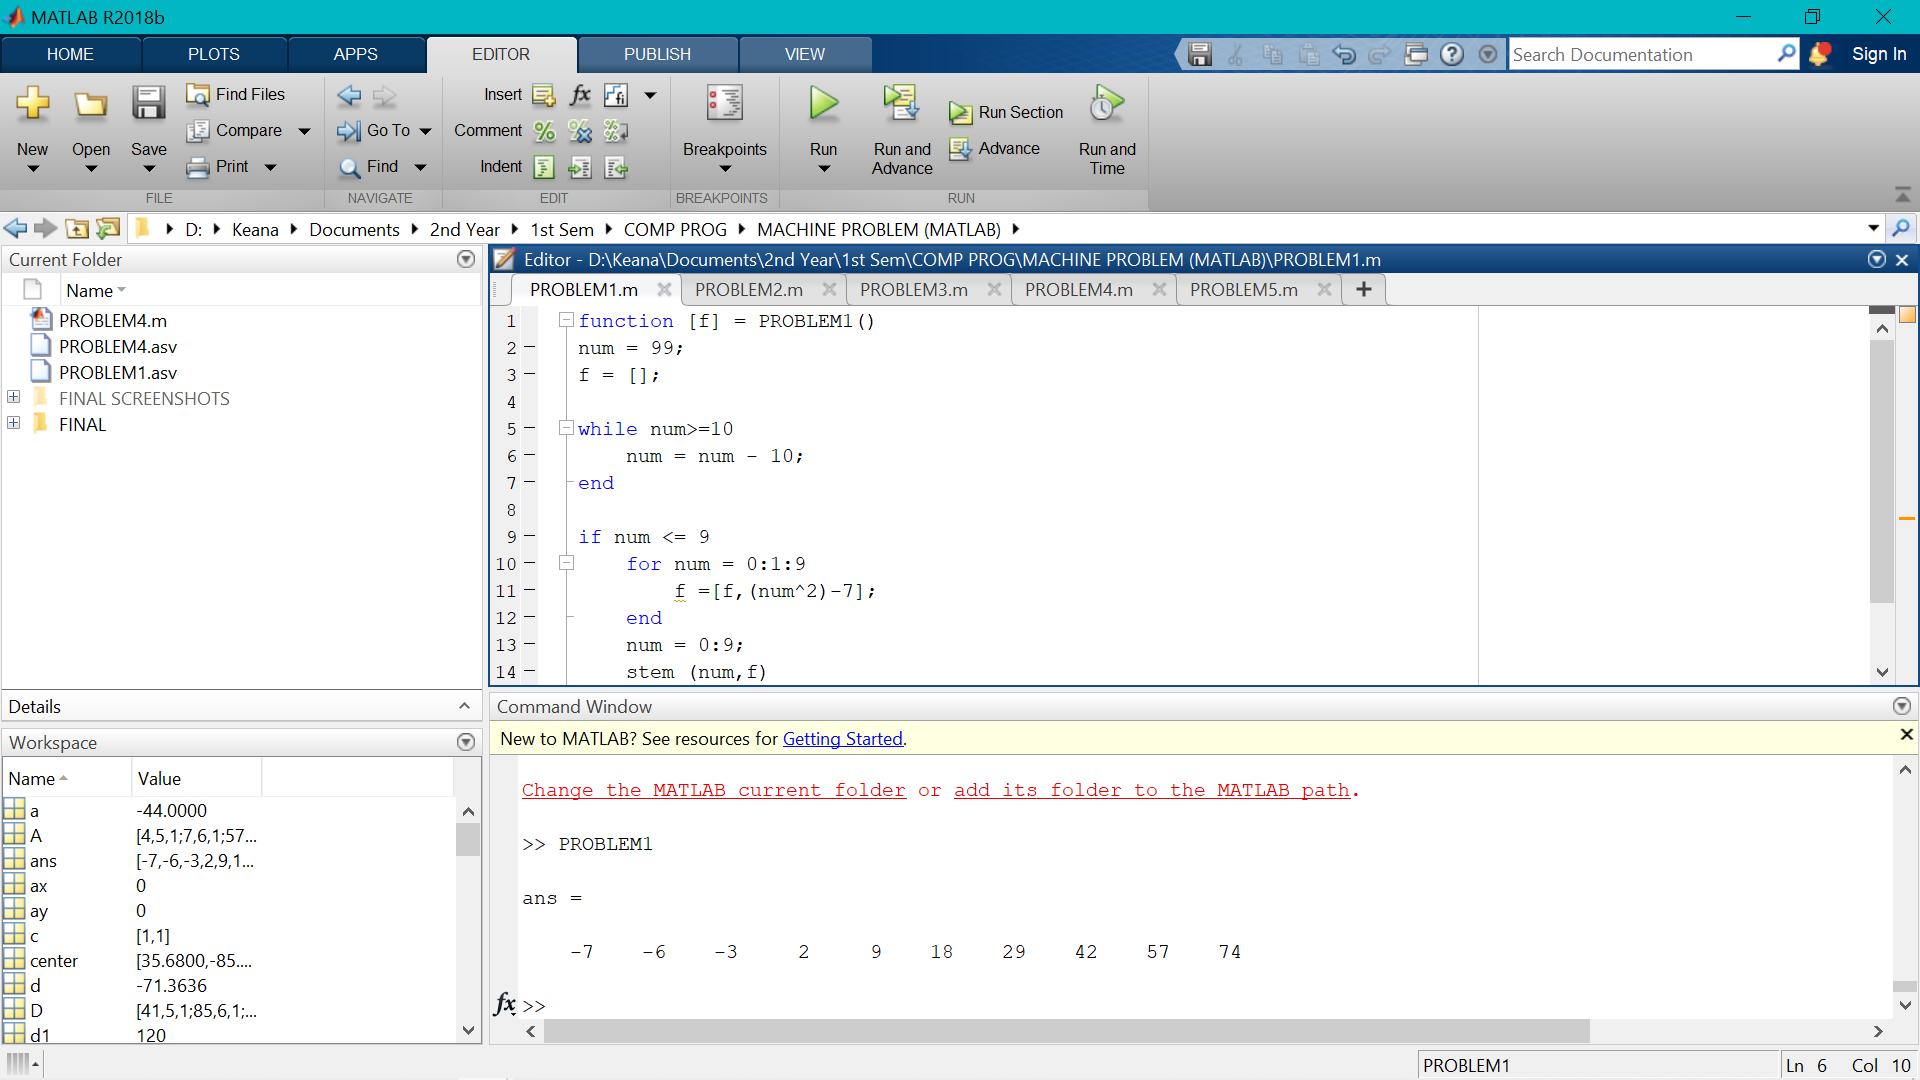 MATLAB R2018b
HOME PLOTS APPS EDITOR PUBLISH VIEW Search Documentation Sign In
New Open Save Find Files Compare Print
FILE
Go To Find
NAVIGATE
Insert fx fi
Comment
Indent
EDIT
Breakpoints
BREAKPOINTS
Run Run and Advance Run Section Advance Run and Time
RUN
D: Keana Documents 2nd Year 1st Sem COMP PROG MACHINE PROBLEM (MATLAB)
Current Folder
Name
PROBLEM4.m
PROBLEM4.asv
PROBLEM1.asv
FINAL SCREENSHOTS
FINAL
Details
Workspace
Name Value
a -44.0000
A [4,5,1;7,6,1;57...
ans [-7,-6,-3,2,9,1...
ax 0
ay 0
c [1,1]
center [35.6800,-85....
d -71.3636
D [41,5,1;85,6,1;...
d1 120
Editor - D:\Keana\Documents\2nd Year\1st Sem\COMP PROG\MACHINE PROBLEM (MATLAB)\PROBLEM1.m
PROBLEM1.m PROBLEM2.m PROBLEM3.m PROBLEM4.m PROBLEM5.m +
1 function [f] = PROBLEM1()
2 num = 99;
3 f = [];
4
5 while num>=10
6 num = num - 10;
7 end
8
9 if num <= 9
10 for num = 0:1:9
11 f =[f,(num^2)-7];
12 end
13 num = 0:9;
14 stem (num,f)
Command Window
New to MATLAB? See resources for Getting Started.
Change the MATLAB current folder or add its folder to the MATLAB path.
>> PROBLEM1
ans =
-7 -6 -3 2 9 18 29 42 57 74
fx >>
PROBLEM1 Ln 6 Col 10